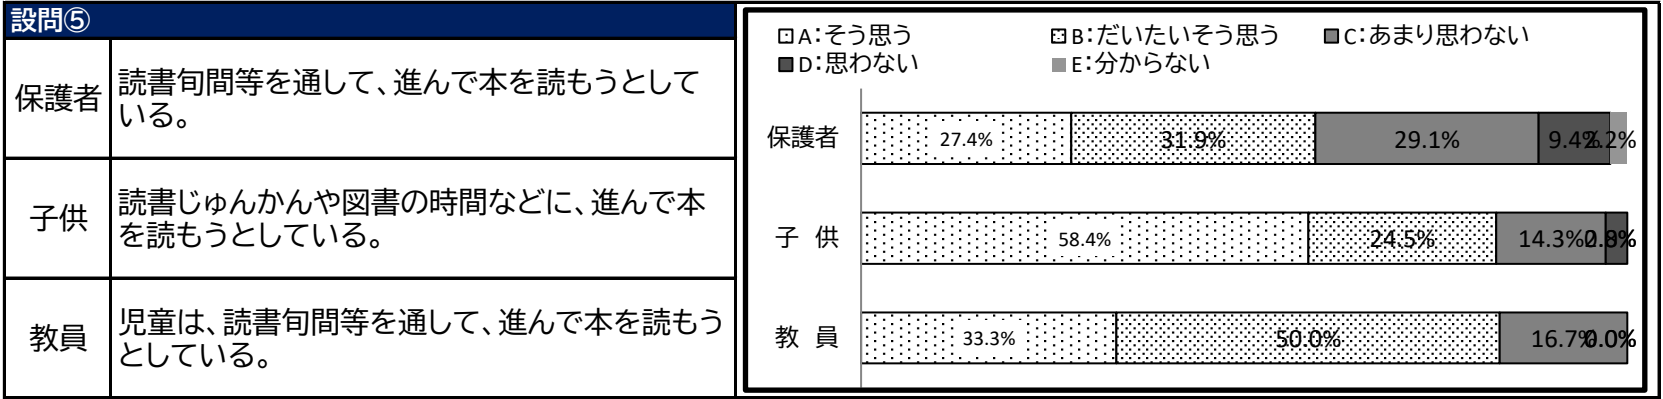 設問⑤
保護者
読書旬間等を通して、進んで本を読もうとして
いる。
子供
読書じゅんかんや図書の時間などに、進んで本
を読もうとしている。
教員
児童は、読書旬間等を通して、進んで本を読もう
としている。
A:そう思う B:だいたいそう思う C:あまり思わない
D:思わない E:分からない
保護者 27.4% 31.9% 29.1% 9.4% 2.2%
子 供 58.4% 24.5% 14.3%
教 員 33.3% 50.0% 16.7% 0.0%